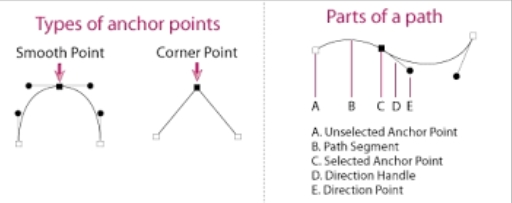 Types of anchor points
Smooth Point
Corner Point
Parts of a path
A B C D E
A. Unselected Anchor Point
B. Path Segment
C. Selected Anchor Point
D. Direction Handle
E. Direction Point